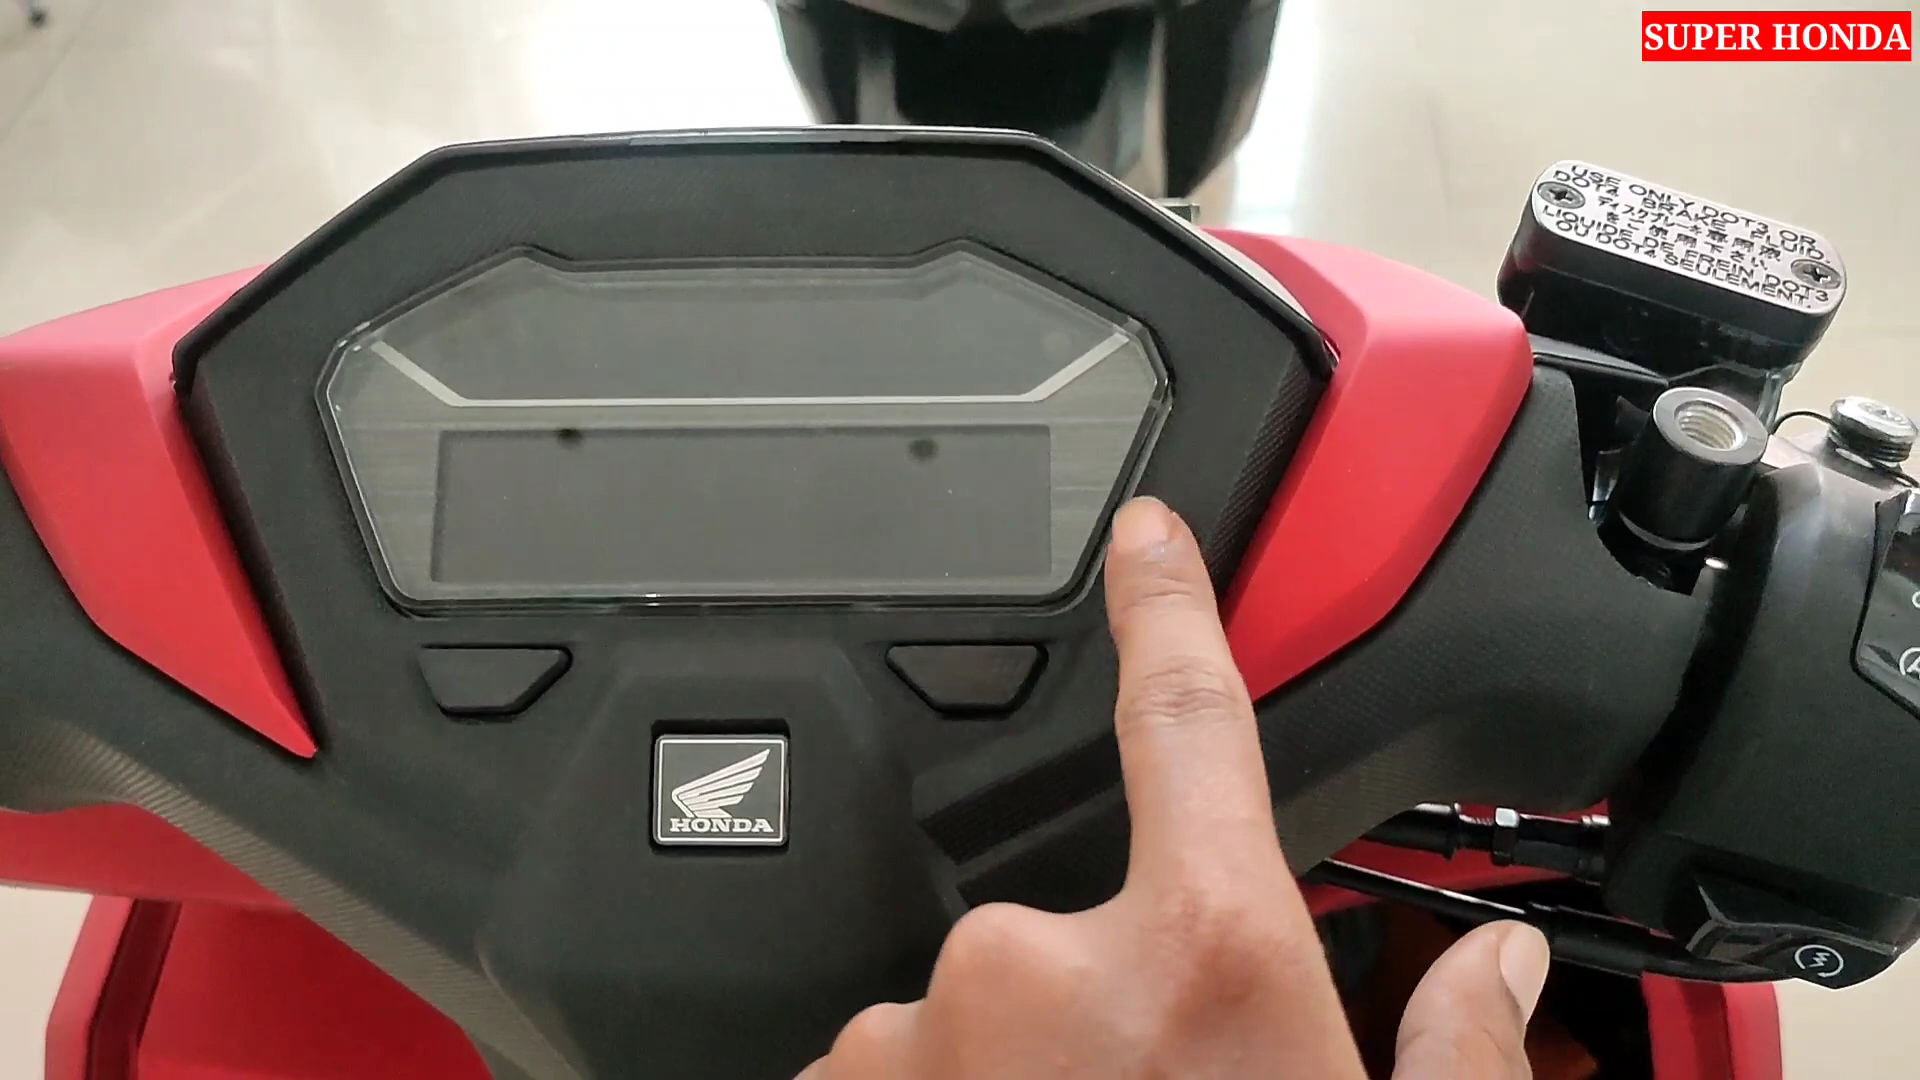 SUPER HONDA
USE ONLY DOT3 OR
DOT4 BRAKE FLUID.
LIQUIDE DE FREIN DOT3
OU DOT4 SEULEMENT.
HONDA